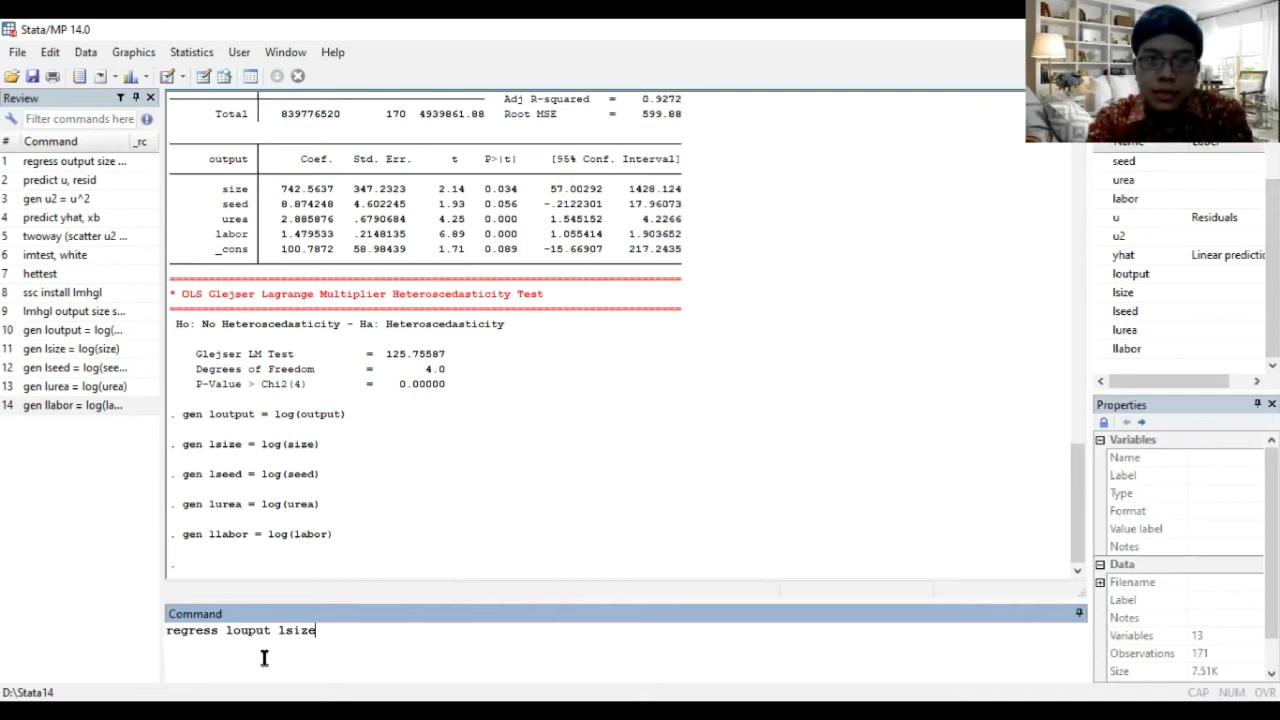 Stata/MP 14.0
File Edit Data Graphics Statistics User Window Help
Review
Filter commands here
# Command _rc
1 regress output size ...
2 predict u, resid
3 gen u2 = u^2
4 predict yhat, xb
5 twoway (scatter u2 ...
6 imtest, white
7 hettest
8 ssc install lmhgl
9 lmhgl output size s...
10 gen loutput = log(...
11 gen lsize = log(size)
12 gen lseed = log(see...
13 gen lurea = log(urea)
14 gen llabor = log(la...
Adj R-squared = 0.9272
Total 839776520 170 4939861.88 Root MSE = 599.88
output Coef. Std. Err. t P>|t| [95% Conf. Interval]
size 742.5637 347.2323 2.14 0.034 57.00292 1428.124
seed 8.874248 4.602245 1.93 0.056 -.2122301 17.96073
urea 2.885876 .6790684 4.25 0.000 1.545152 4.2266
labor 1.479533 .2148135 6.89 0.000 1.055414 1.903652
_cons 100.7872 58.98439 1.71 0.089 -15.66907 217.2435
* OLS Glejser Lagrange Multiplier Heteroscedasticity Test
Ho: No Heteroscedasticity - Ha: Heteroscedasticity
Glejser LM Test = 125.75587
Degrees of Freedom = 4.0
P-Value > Chi2(4) = 0.00000
. gen loutput = log(output)
. gen lsize = log(size)
. gen lseed = log(seed)
. gen lurea = log(urea)
. gen llabor = log(labor)
.
Command
regress louput lsize
seed
urea
labor
u Residuals
u2
yhat Linear predictio
loutput
lsize
lseed
lurea
llabor
Properties
Variables
Name
Label
Type
Format
Value label
Notes
Data
Filename
Label
Notes
Variables 13
Observations 171
Size 7.51K
D:\Stata14
CAP NUM OVR